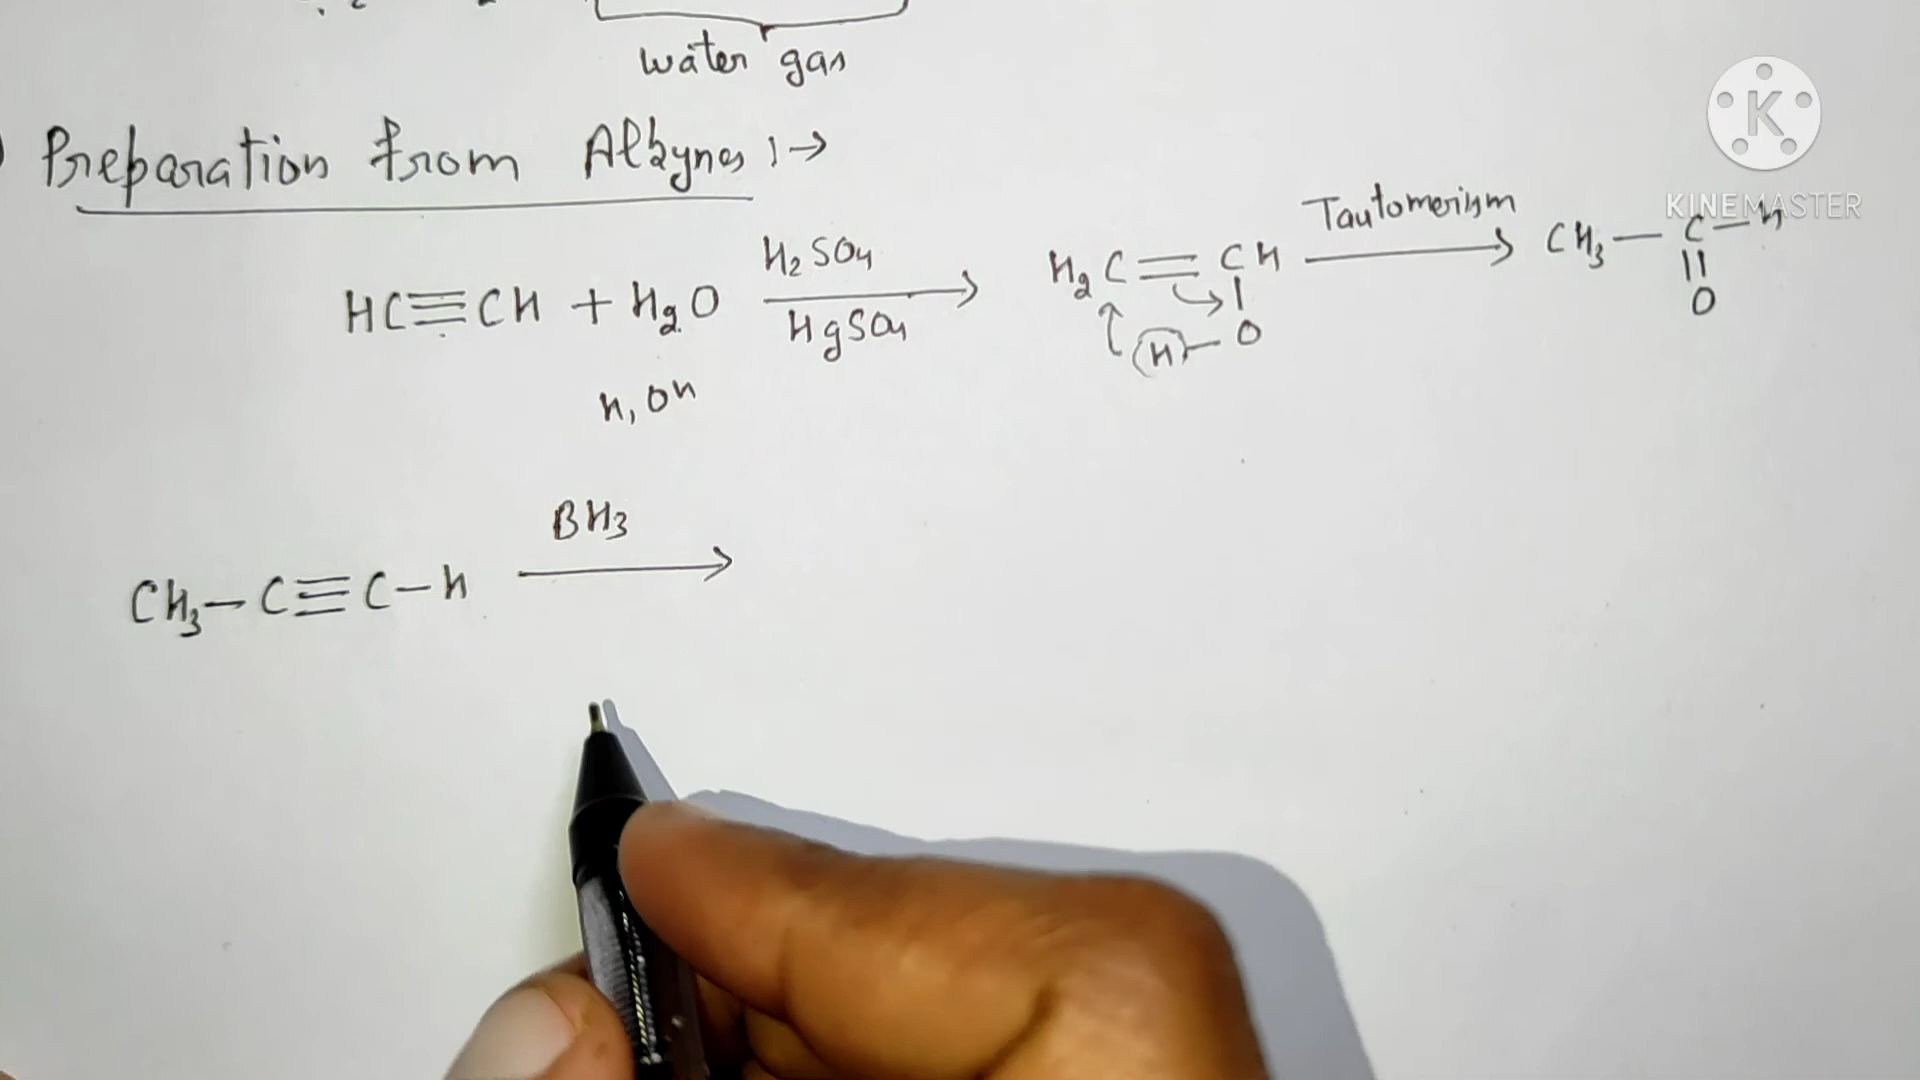 water gas
Preparation from Alkynes :→
H₂SO₄
HC≡CH + H₂O → H₂C=CH Tautomerism → CH₃—C—H
HgSO₄
H—O
O
H, OH
BH₃
CH₃—C≡C—H →
K
KINEMASTER